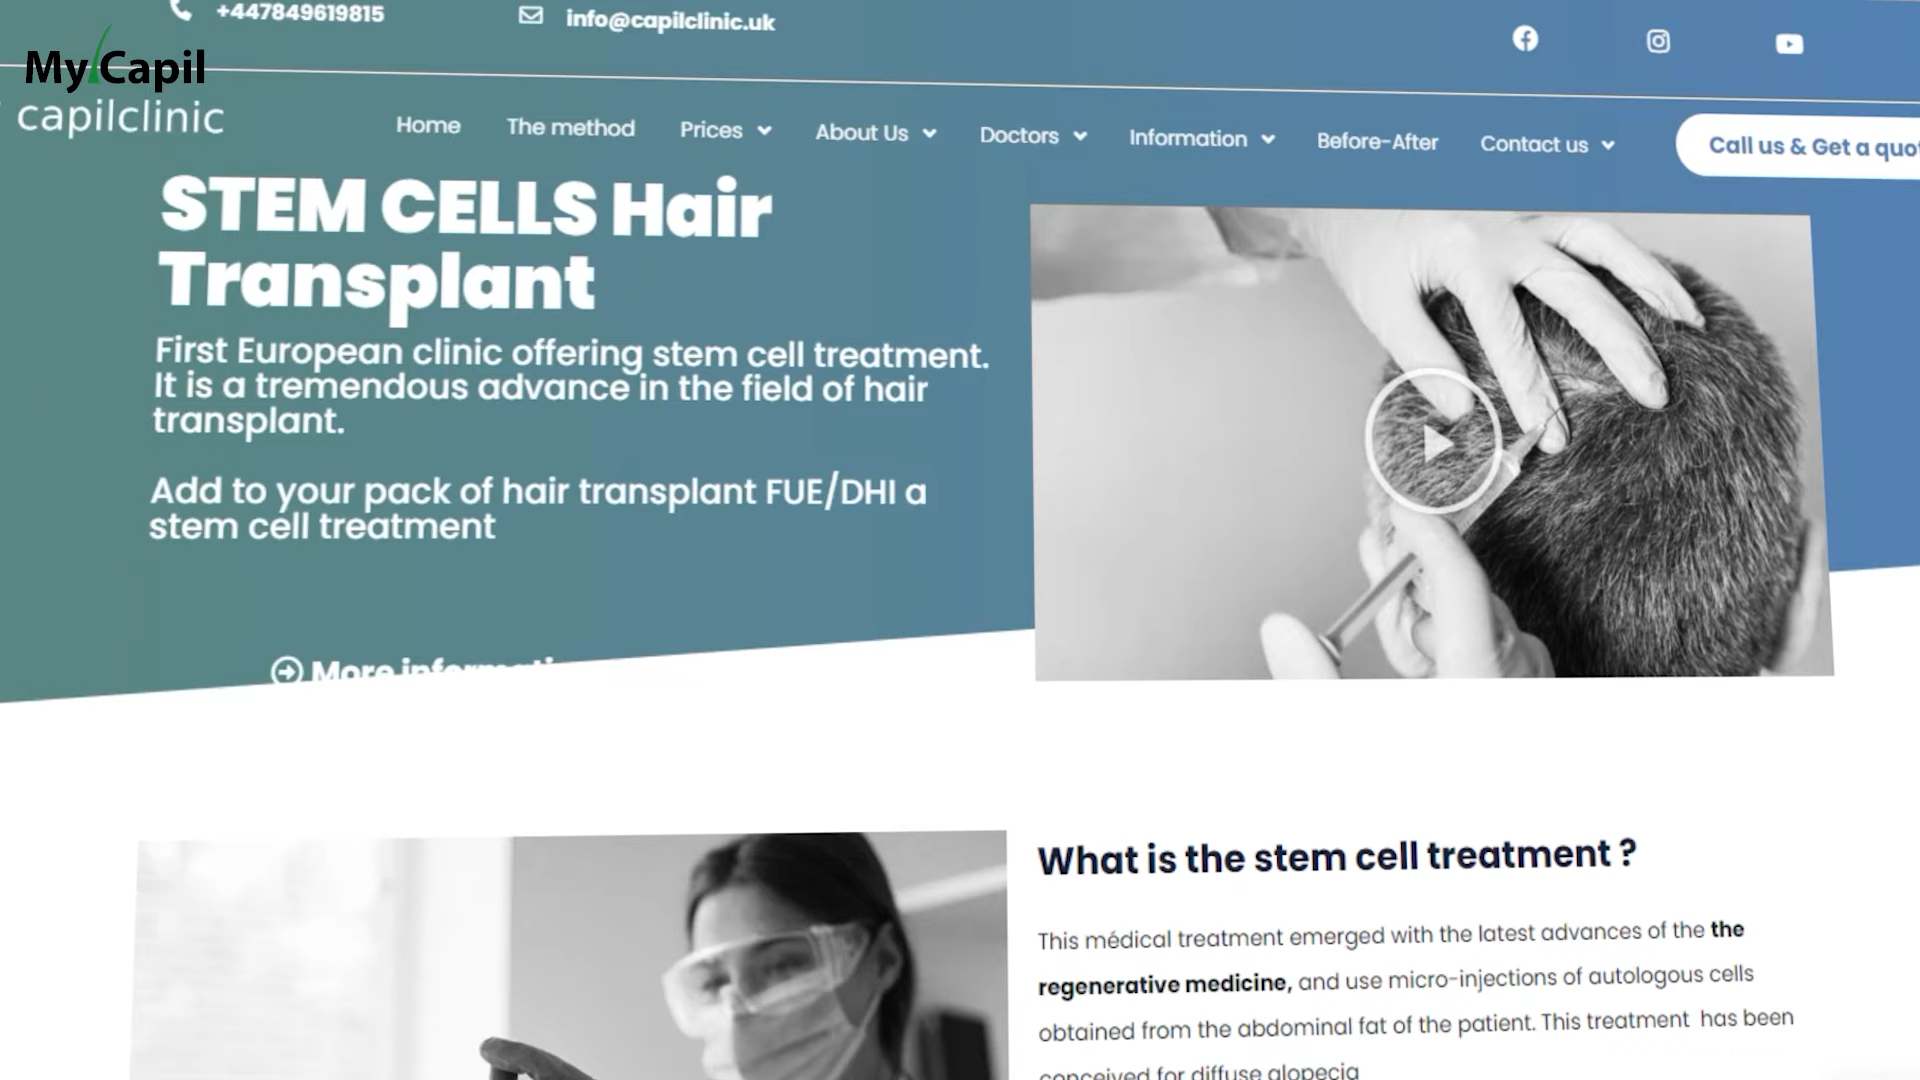 +447849619815
info@capilclinic.uk
My Capil
capilclinic
Home
The method
Prices
About Us
Doctors
Information
Before-After
Contact us
Call us & Get a
STEM CELLS Hair
Transplant
First European clinic offering stem cell treatment.
It is a tremendous advance in the field of hair
transplant.
Add to your pack of hair transplant FUE/DHI a
stem cell treatment
More
What is the stem cell treatment ?
This médical treatment emerged with the latest advances of the the
regenerative medicine, and use micro-injections of autologous cells
obtained from the abdominal fat of the patient. This treatment has been
conceived for diffuse alopecia